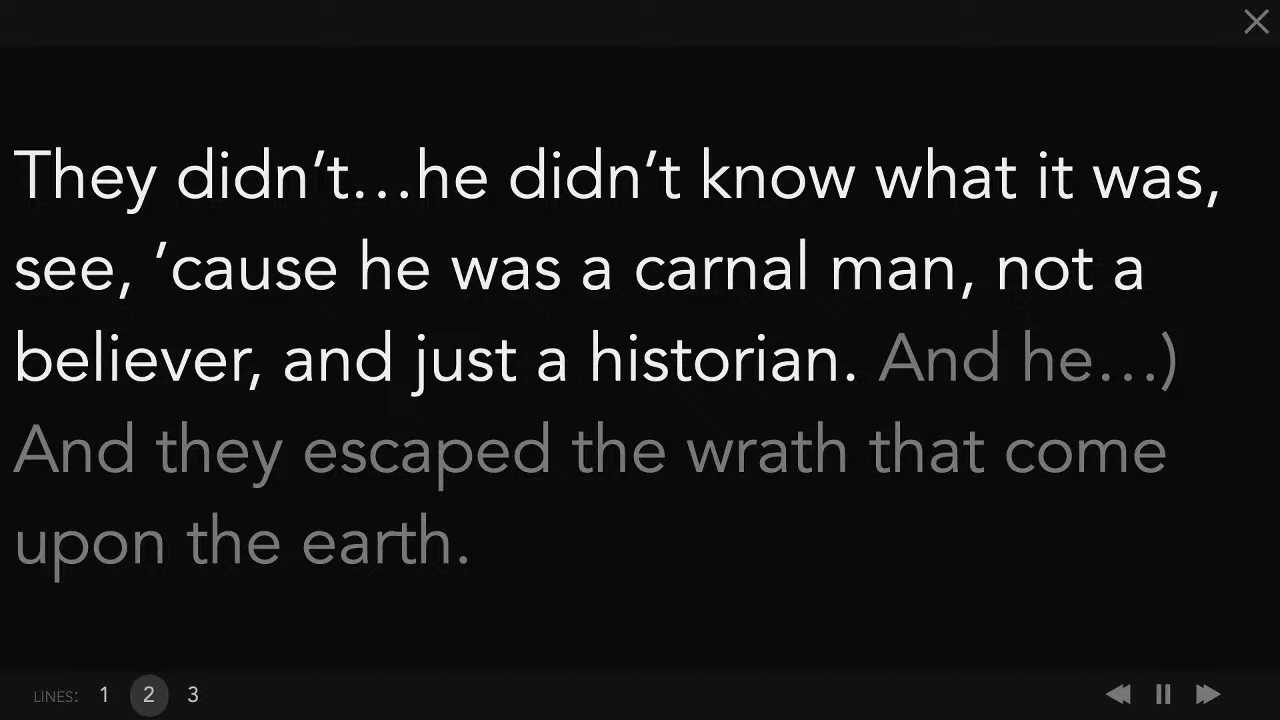 They didn’t…he didn’t know what it was,
see, ’cause he was a carnal man, not a
believer, and just a historian. And he…)
And they escaped the wrath that come
upon the earth.
LINES: 1 2 3